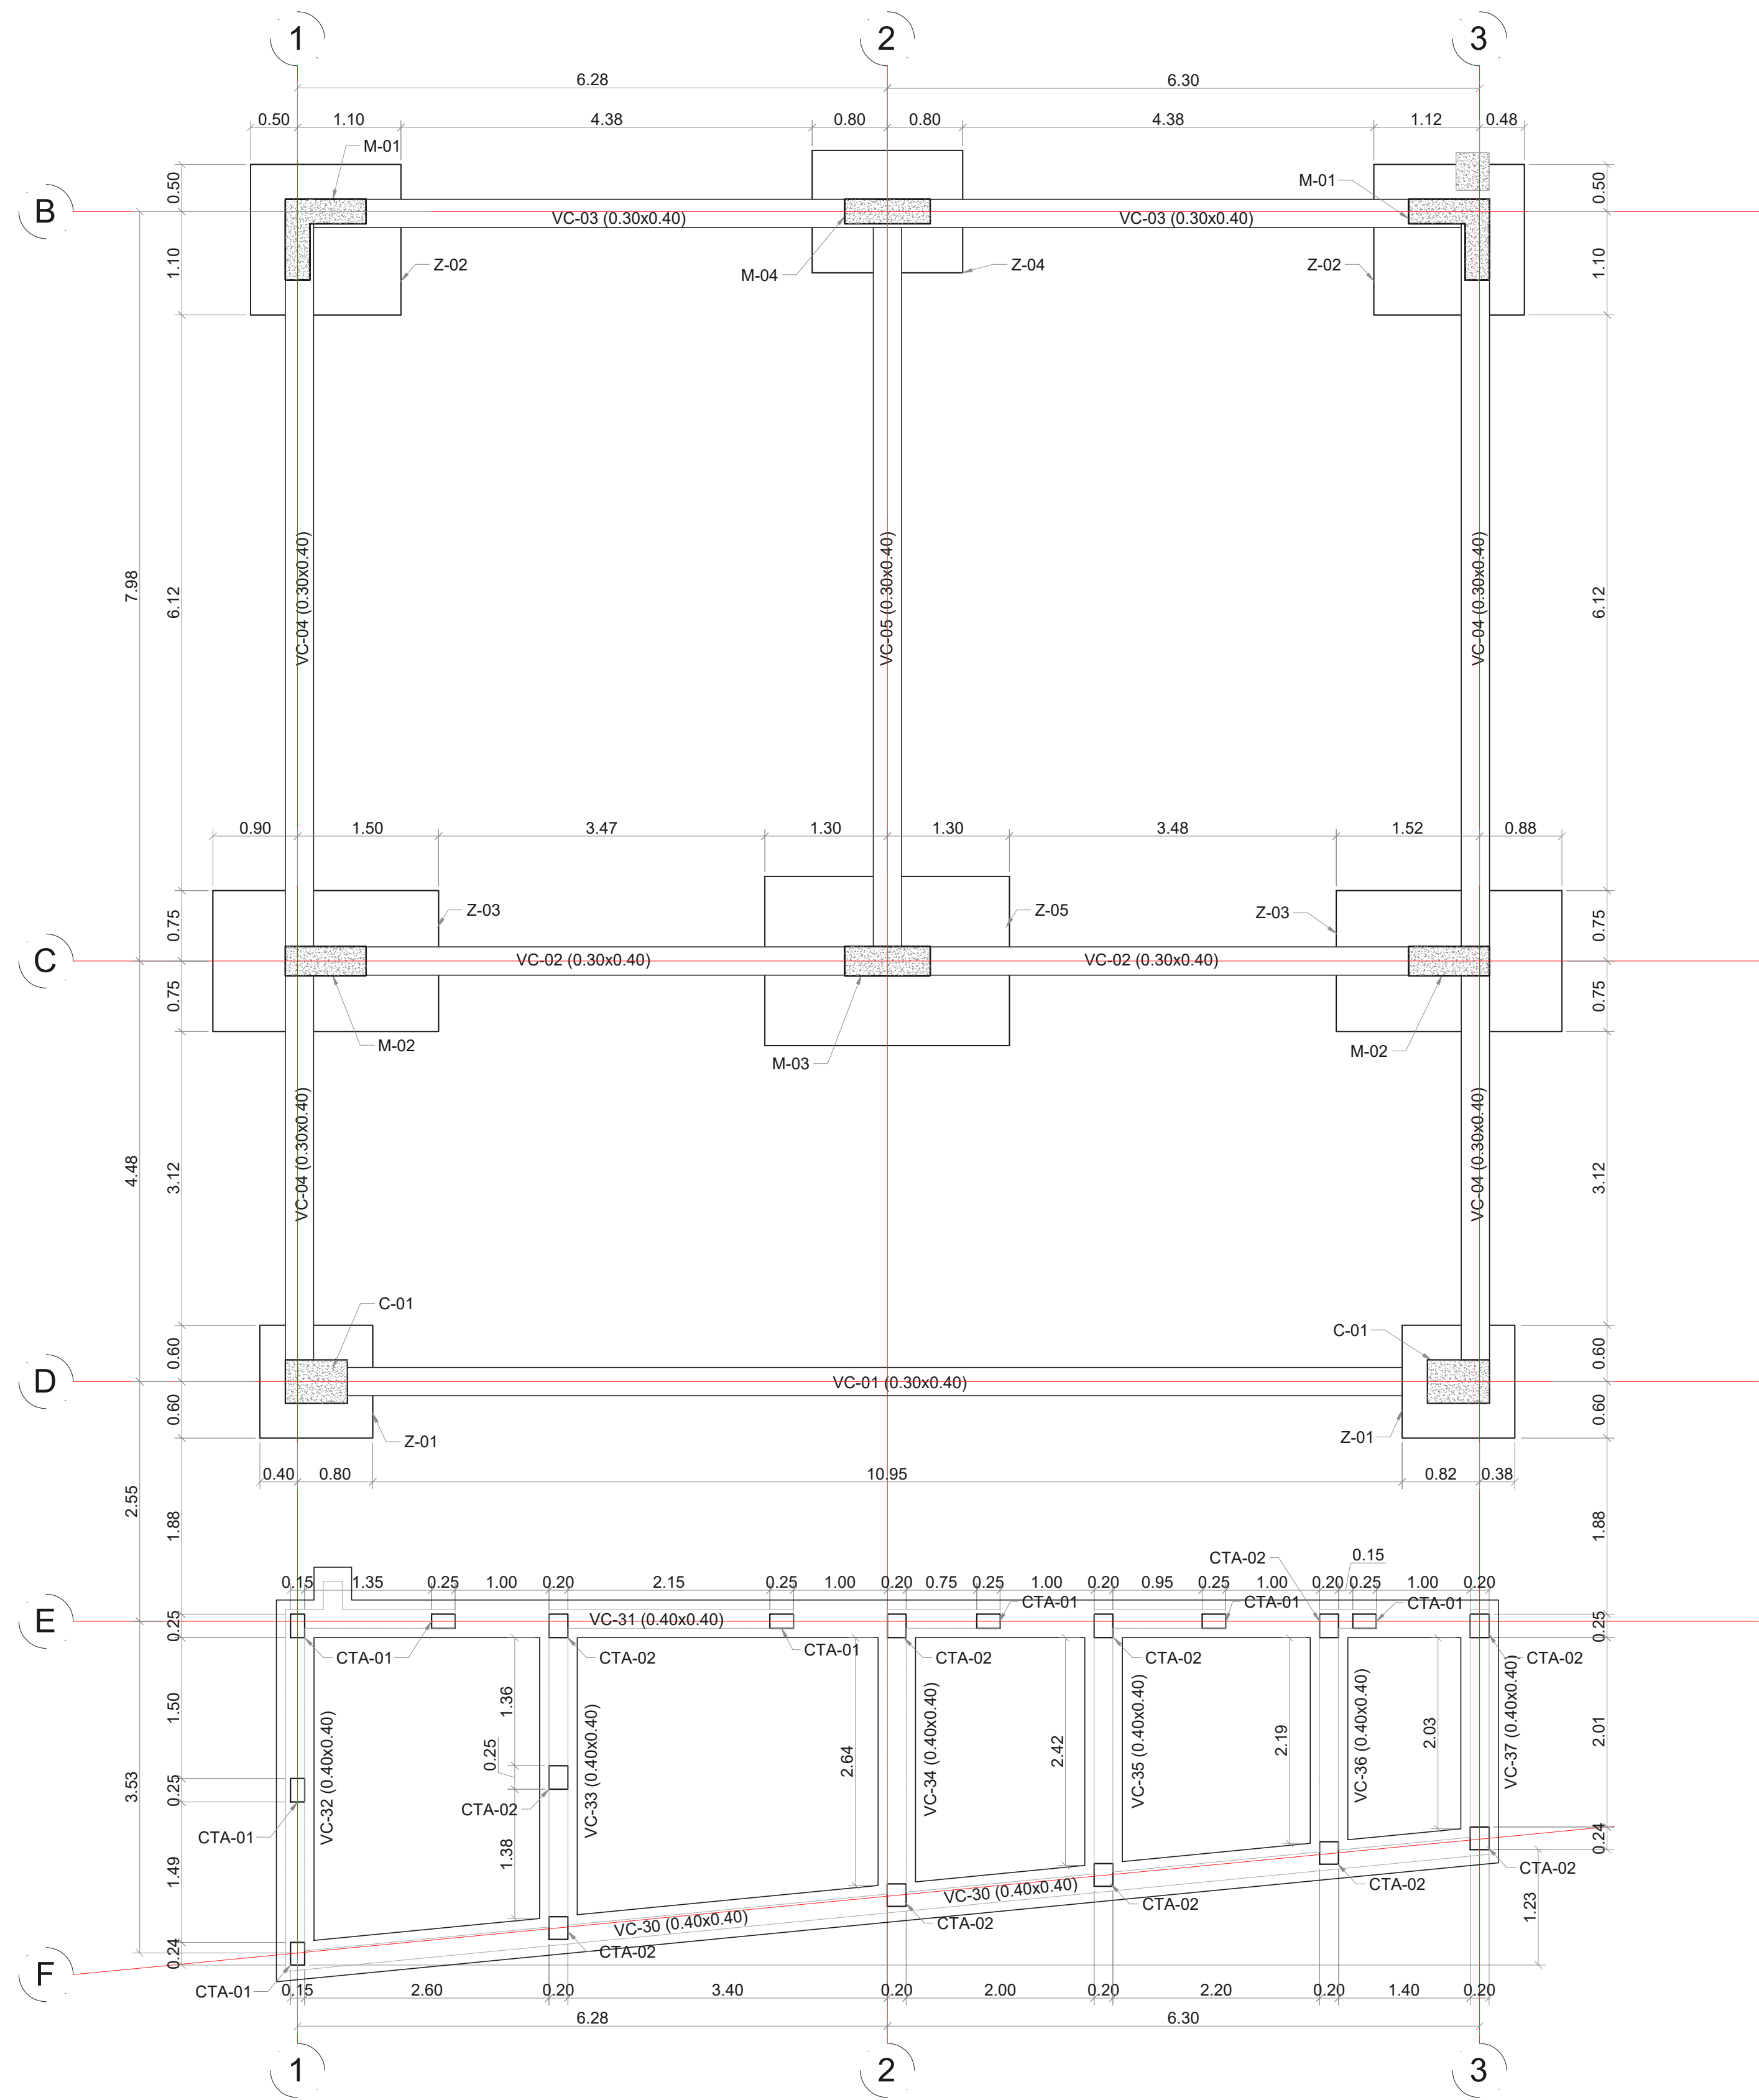 1 2 3
6.28 6.30
0.50 1.10 4.38 0.80 0.80 4.38 1.12 0.48
M-01
M-01
0.50 0.50
B
VC-03 (0.30x0.40) VC-03 (0.30x0.40)
1.10 Z-02 M-04 Z-04 Z-02 1.10
7.98 6.12 VC-04 (0.30x0.40) VC-05 (0.30x0.40) VC-04 (0.30x0.40) 6.12
0.90 1.50 3.47 1.30 1.30 3.48 1.52 0.88
0.75 Z-03 Z-05 Z-03 0.75
C VC-02 (0.30x0.40) VC-02 (0.30x0.40)
0.75 0.75
M-02 M-03 M-02
4.48 3.12 VC-04 (0.30x0.40) VC-04 (0.30x0.40) 3.12
C-01 C-01
0.60 0.60
D VC-01 (0.30x0.40)
0.60 0.60
Z-01 Z-01
0.40 0.80 10.95 0.82 0.38
2.55 1.88 1.88
CTA-02 0.15
0.15 1.35 0.25 1.00 0.20 2.15 0.25 1.00 0.20 0.75 0.25 1.00 0.20 0.95 0.25 1.00 0.20 0.25 1.00 0.20
CTA-01 CTA-01 CTA-01
E 0.25 VC-31 (0.40x0.40) 0.25
CTA-01 CTA-02 CTA-01 CTA-02 CTA-02 CTA-02
1.50 1.36 2.01
3.53 0.25 VC-32 (0.40x0.40) 0.25 VC-33 (0.40x0.40) 2.64 VC-34 (0.40x0.40) 2.42 VC-35 (0.40x0.40) 2.19 VC-36 (0.40x0.40) 2.03 VC-37 (0.40x0.40)
CTA-02
CTA-01
1.49 1.38 0.24
CTA-02
CTA-02
VC-30 (0.40x0.40) CTA-02 1.23
VC-30 (0.40x0.40) CTA-02
0.24 CTA-02
F
CTA-01
0.15 2.60 0.20 3.40 0.20 2.00 0.20 2.20 0.20 1.40 0.20
6.28 6.30
1 2 3